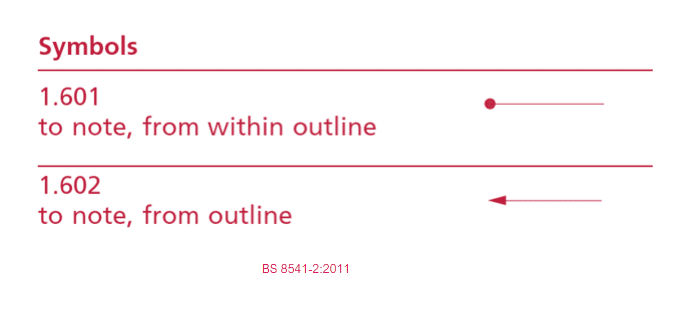 Symbols
1.601
to note, from within outline
1.602
to note, from outline
BS 8541-2:2011